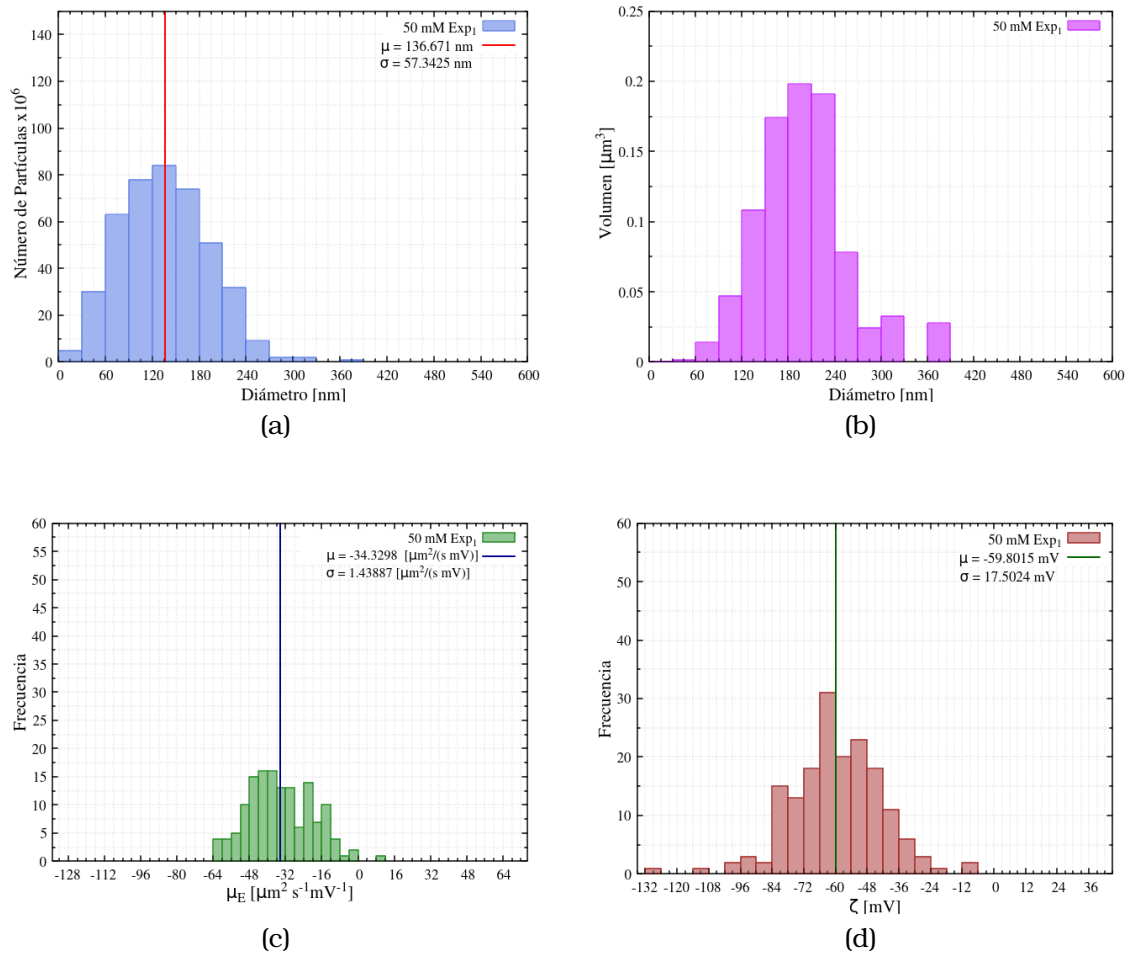 50 mM Exp₁
μ = 136.671 nm
σ = 57.3425 nm
Número de Partículas x10⁶
140
120
100
80
60
40
20
0
0 60 120 180 240 300 360 420 480 540 600
Diámetro [nm]
(a)
50 mM Exp₁
Volumen [μm³]
0.25
0.2
0.15
0.1
0.05
0
0 60 120 180 240 300 360 420 480 540 600
Diámetro [nm]
(b)
50 mM Exp₁
μ = -34.3298 [μm²/(s mV)]
σ = 1.43887 [μm²/(s mV)]
Frecuencia
60
55
50
45
40
35
30
25
20
15
10
5
0
-128 -112 -96 -80 -64 -48 -32 -16 0 16 32 48 64
μ_E [μm² s⁻¹mV⁻¹]
(c)
50 mM Exp₁
μ = -59.8015 mV
σ = 17.5024 mV
Frecuencia
60
50
40
30
20
10
0
-132 -120 -108 -96 -84 -72 -60 -48 -36 -24 -12 0 12 24 36
ζ [mV]
(d)